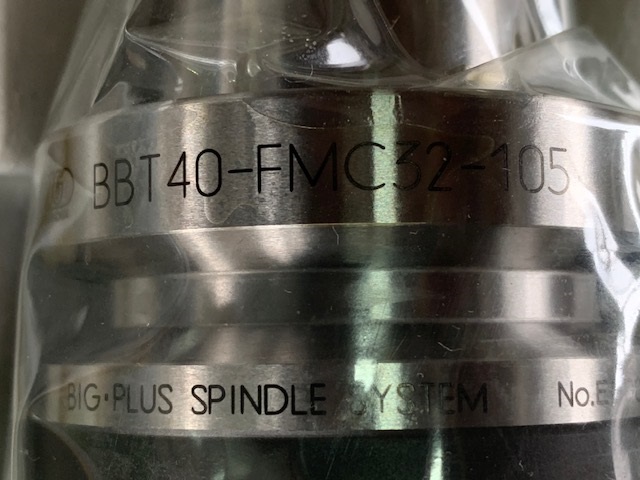 BBT40-FMC32-105
BIG·PLUS SPINDLE SYSTEM No.E